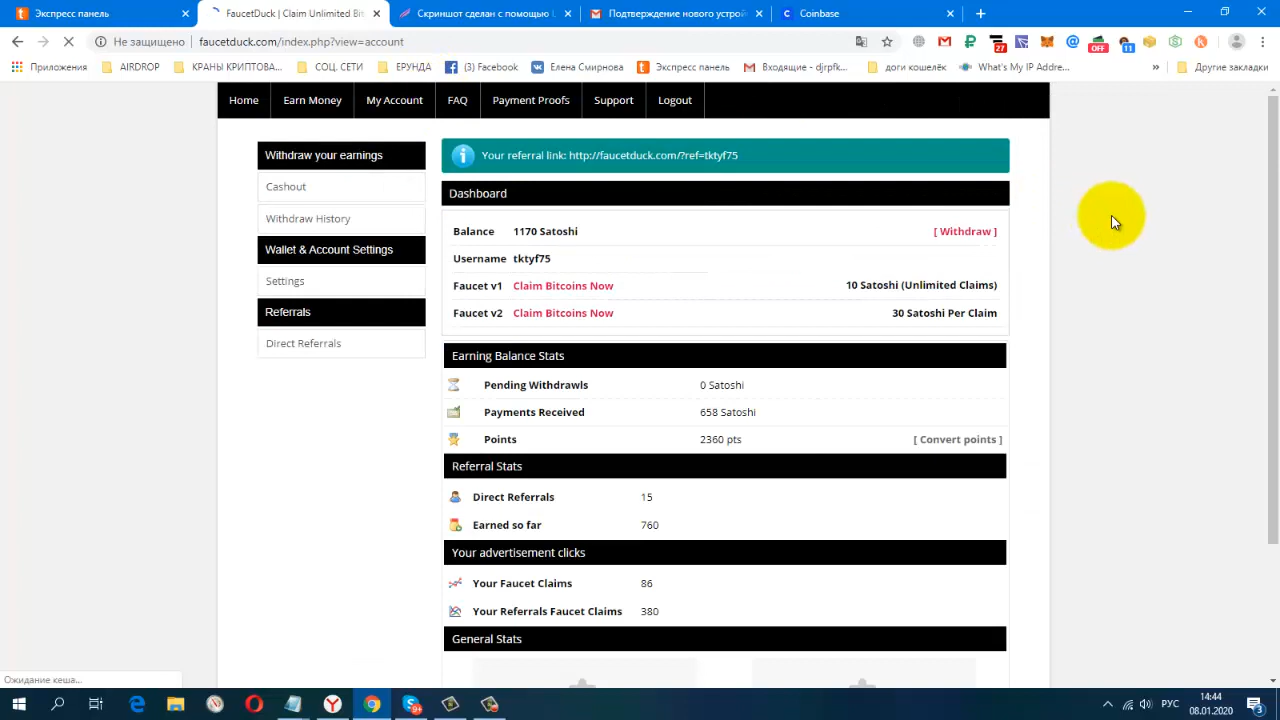 Экспресс панель
FaucetDuck | Claim Unlimited Bit
Скриншот сделан с помощью L
Подтверждение нового устрой
Coinbase
Не защищено | faucetduck.com/index.php?view=account
27
OFF
11
Приложения
AIRDROP
КРАНЫ КРИПТОВА...
СОЦ. СЕТИ
ЕРУНДА
(3) Facebook
Елена Смирнова
Экспресс панель
Входящие - djrpfk...
доги кошелёк
What's My IP Addre...
»
Другие закладки
Home
Earn Money
My Account
FAQ
Payment Proofs
Support
Logout
Withdraw your earnings
Cashout
Withdraw History
Wallet & Account Settings
Settings
Referrals
Direct Referrals
Your referral link: http://faucetduck.com/?ref=tktyf75
Dashboard
Balance 1170 Satoshi [ Withdraw ]
Username tktyf75
Faucet v1 Claim Bitcoins Now 10 Satoshi (Unlimited Claims)
Faucet v2 Claim Bitcoins Now 30 Satoshi Per Claim
Earning Balance Stats
Pending Withdrawls 0 Satoshi
Payments Received 658 Satoshi
Points 2360 pts [ Convert points ]
Referral Stats
Direct Referrals 15
Earned so far 760
Your advertisement clicks
Your Faucet Claims 86
Your Referrals Faucet Claims 380
General Stats
Ожидание кеша...
9+
РУС
14:44
08.01.2020
3